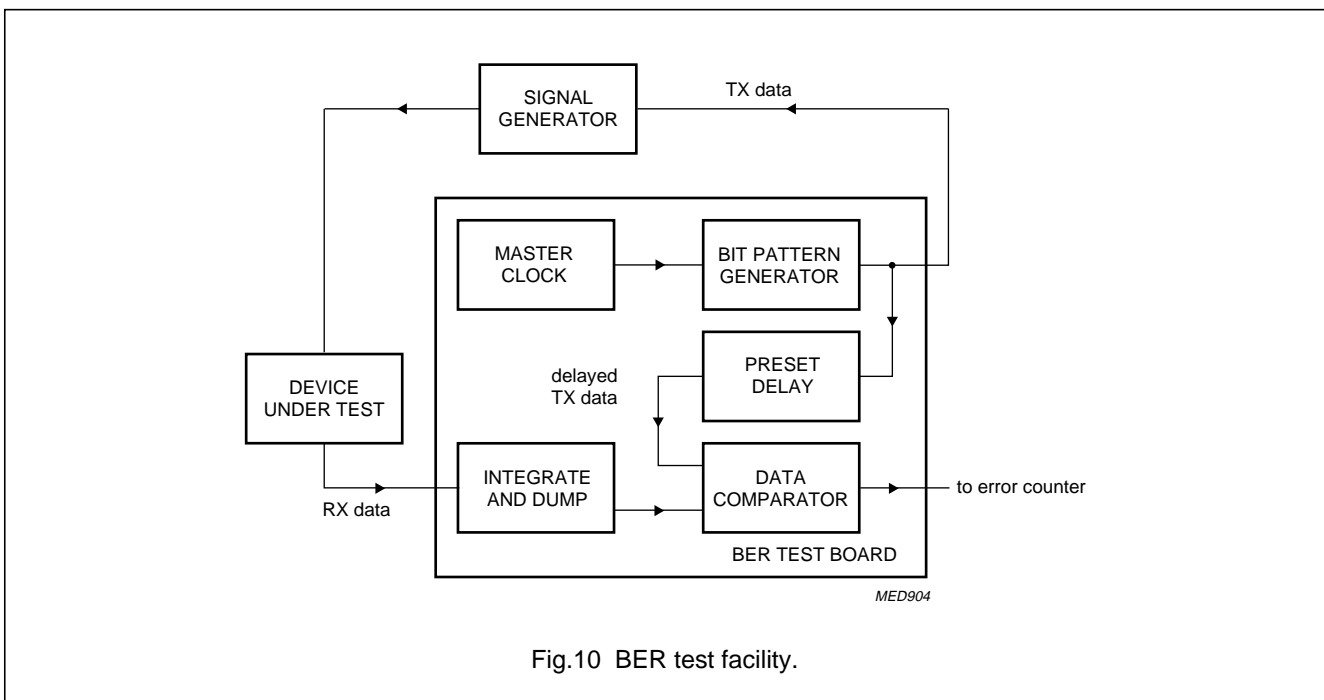 SIGNAL
GENERATOR
TX data
MASTER
CLOCK
BIT PATTERN
GENERATOR
DEVICE
UNDER TEST
delayed
TX data
PRESET
DELAY
RX data
INTEGRATE
AND DUMP
DATA
COMPARATOR
to error counter
BER TEST BOARD
MED904
Fig.10 BER test facility.